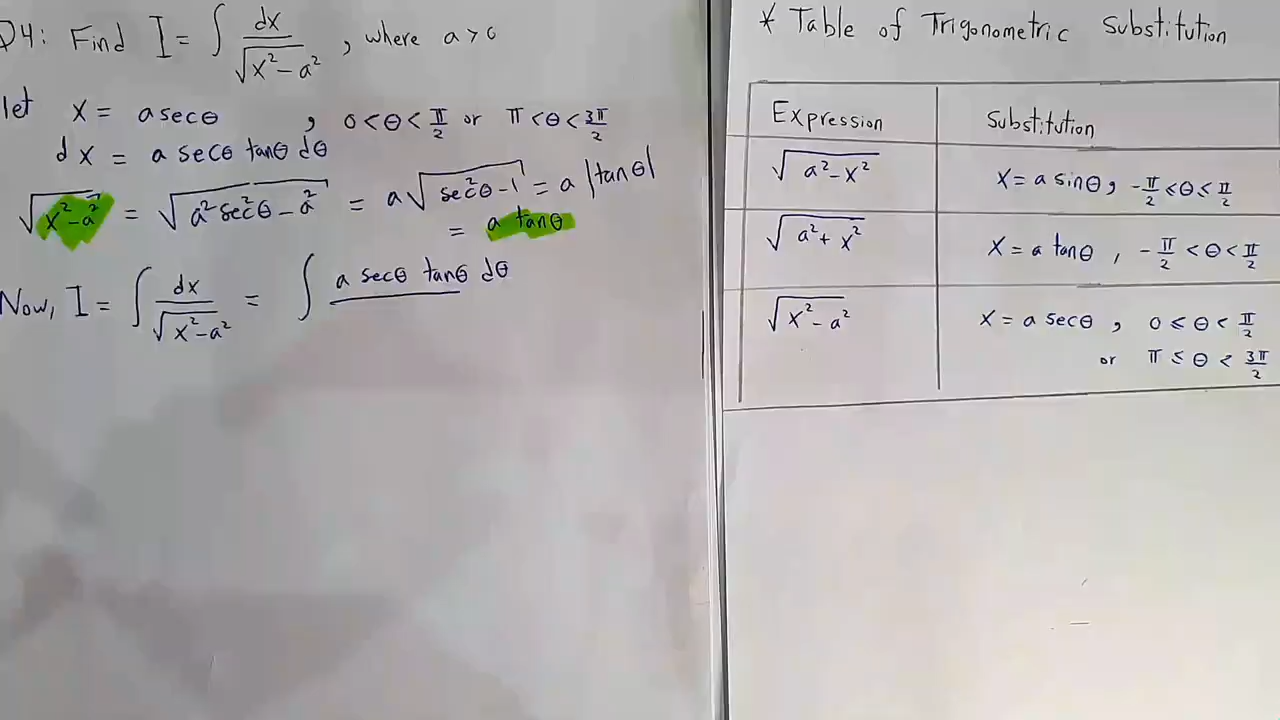 Q4: Find I = ∫ dx / √(x² − a²) , where a > 0
let x = a secθ , 0 < θ < π/2 or π < θ < 3π/2
dx = a secθ tanθ dθ
√(x² − a²) = √(a² sec²θ − a²) = a √(sec²θ − 1) = a |tanθ|
= a tanθ
Now, I = ∫ dx / √(x² − a²) = ∫ a secθ tanθ dθ
* Table of Trigonometric Substitution
Expression Substitution
√(a² − x²) x = a sinθ, −π/2 ≤ θ ≤ π/2
√(a² + x²) x = a tanθ , −π/2 < θ < π/2
√(x² − a²) x = a secθ , 0 ≤ θ < π/2
or π ≤ θ < 3π/2